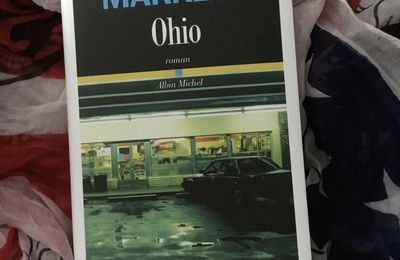 Ohio
roman
Albin Michel